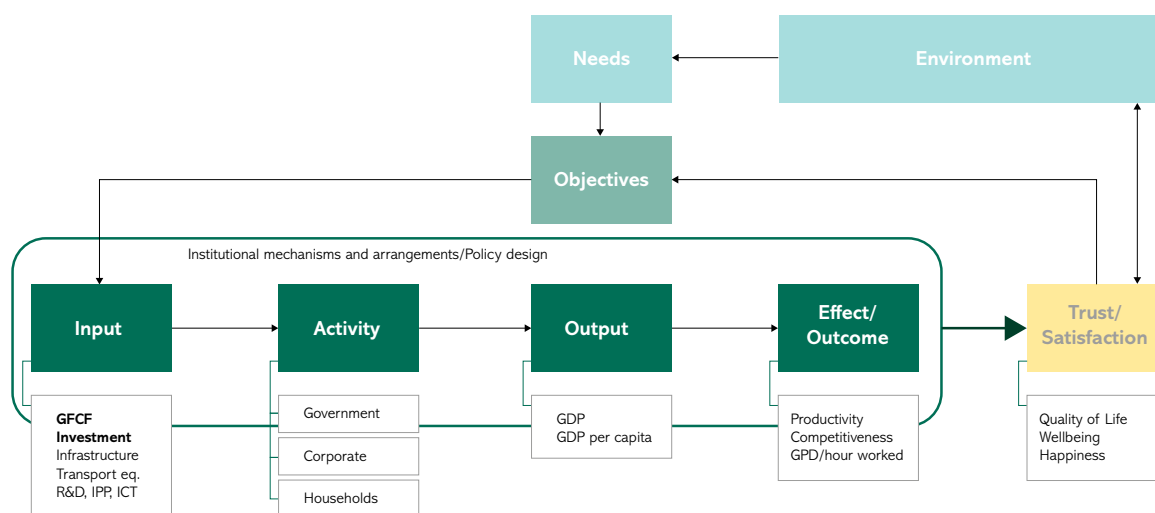 Needs
Environment
Objectives
Institutional mechanisms and arrangements/Policy design
Input
Activity
Output
Effect/
Outcome
Trust/
Satisfaction
GFCF
Investment
Infrastructure
Transport eq.
R&D, IPP, ICT
Government
Corporate
Households
GDP
GDP per capita
Productivity
Competitiveness
GPD/hour worked
Quality of Life
Wellbeing
Happiness